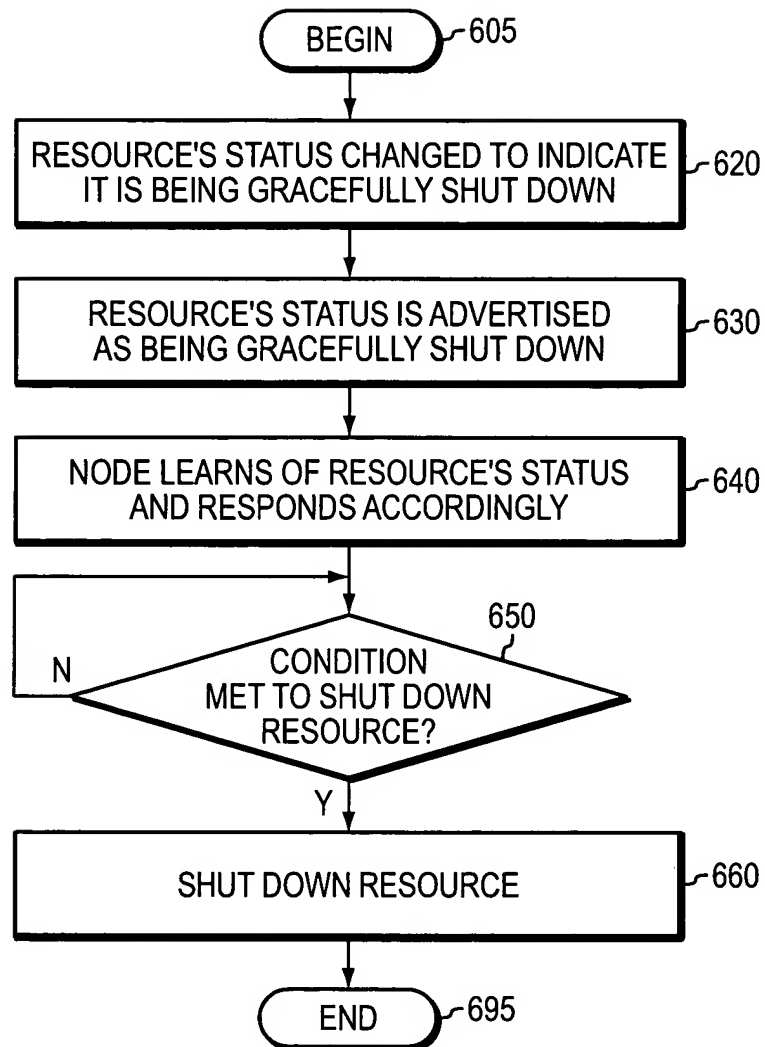 BEGIN 605
RESOURCE'S STATUS CHANGED TO INDICATE
IT IS BEING GRACEFULLY SHUT DOWN
620
RESOURCE'S STATUS IS ADVERTISED
AS BEING GRACEFULLY SHUT DOWN
630
NODE LEARNS OF RESOURCE'S STATUS
AND RESPONDS ACCORDINGLY
640
650
N
CONDITION
MET TO SHUT DOWN
RESOURCE?
Y
SHUT DOWN RESOURCE 660
END 695